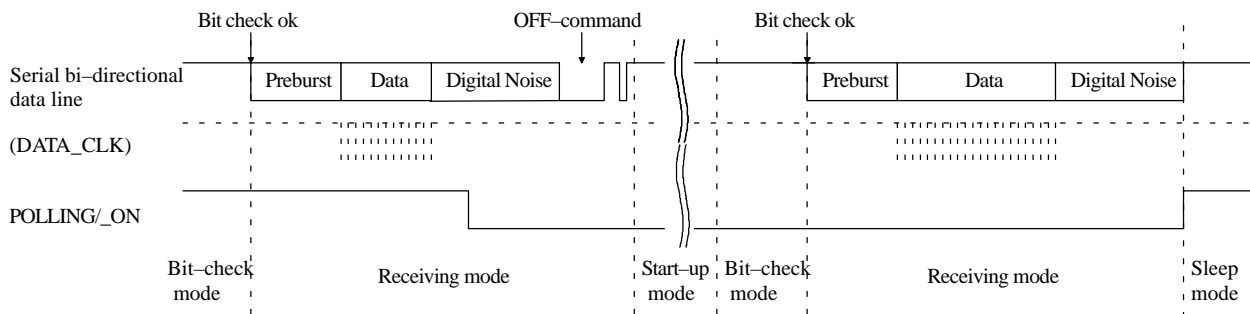 Bit check ok
OFF–command
Bit check ok
Serial bi–directional
data line
Preburst
Data
Digital Noise
Preburst
Data
Digital Noise
(DATA_CLK)
POLLING/_ON
Bit–check
mode
Receiving mode
Start–up
mode
Bit–check
mode
Receiving mode
Sleep
mode